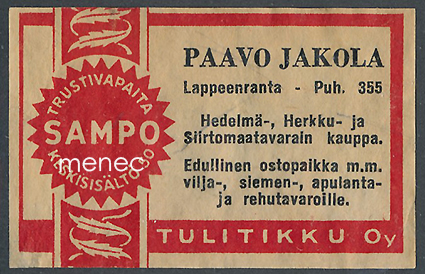 TRUSTIVAPAITA
SAMPO
KESKISISÄLTÖ 50
menec
PAAVO JAKOLA
Lappeenranta - Puh. 355
Hedelmä-, Herkku- ja
Siirtomaatavarain kauppa.
Edullinen ostopaikka m.m.
vilja-, siemen-, apulanta-
ja rehutavaroille.
TULITIKKU Oy